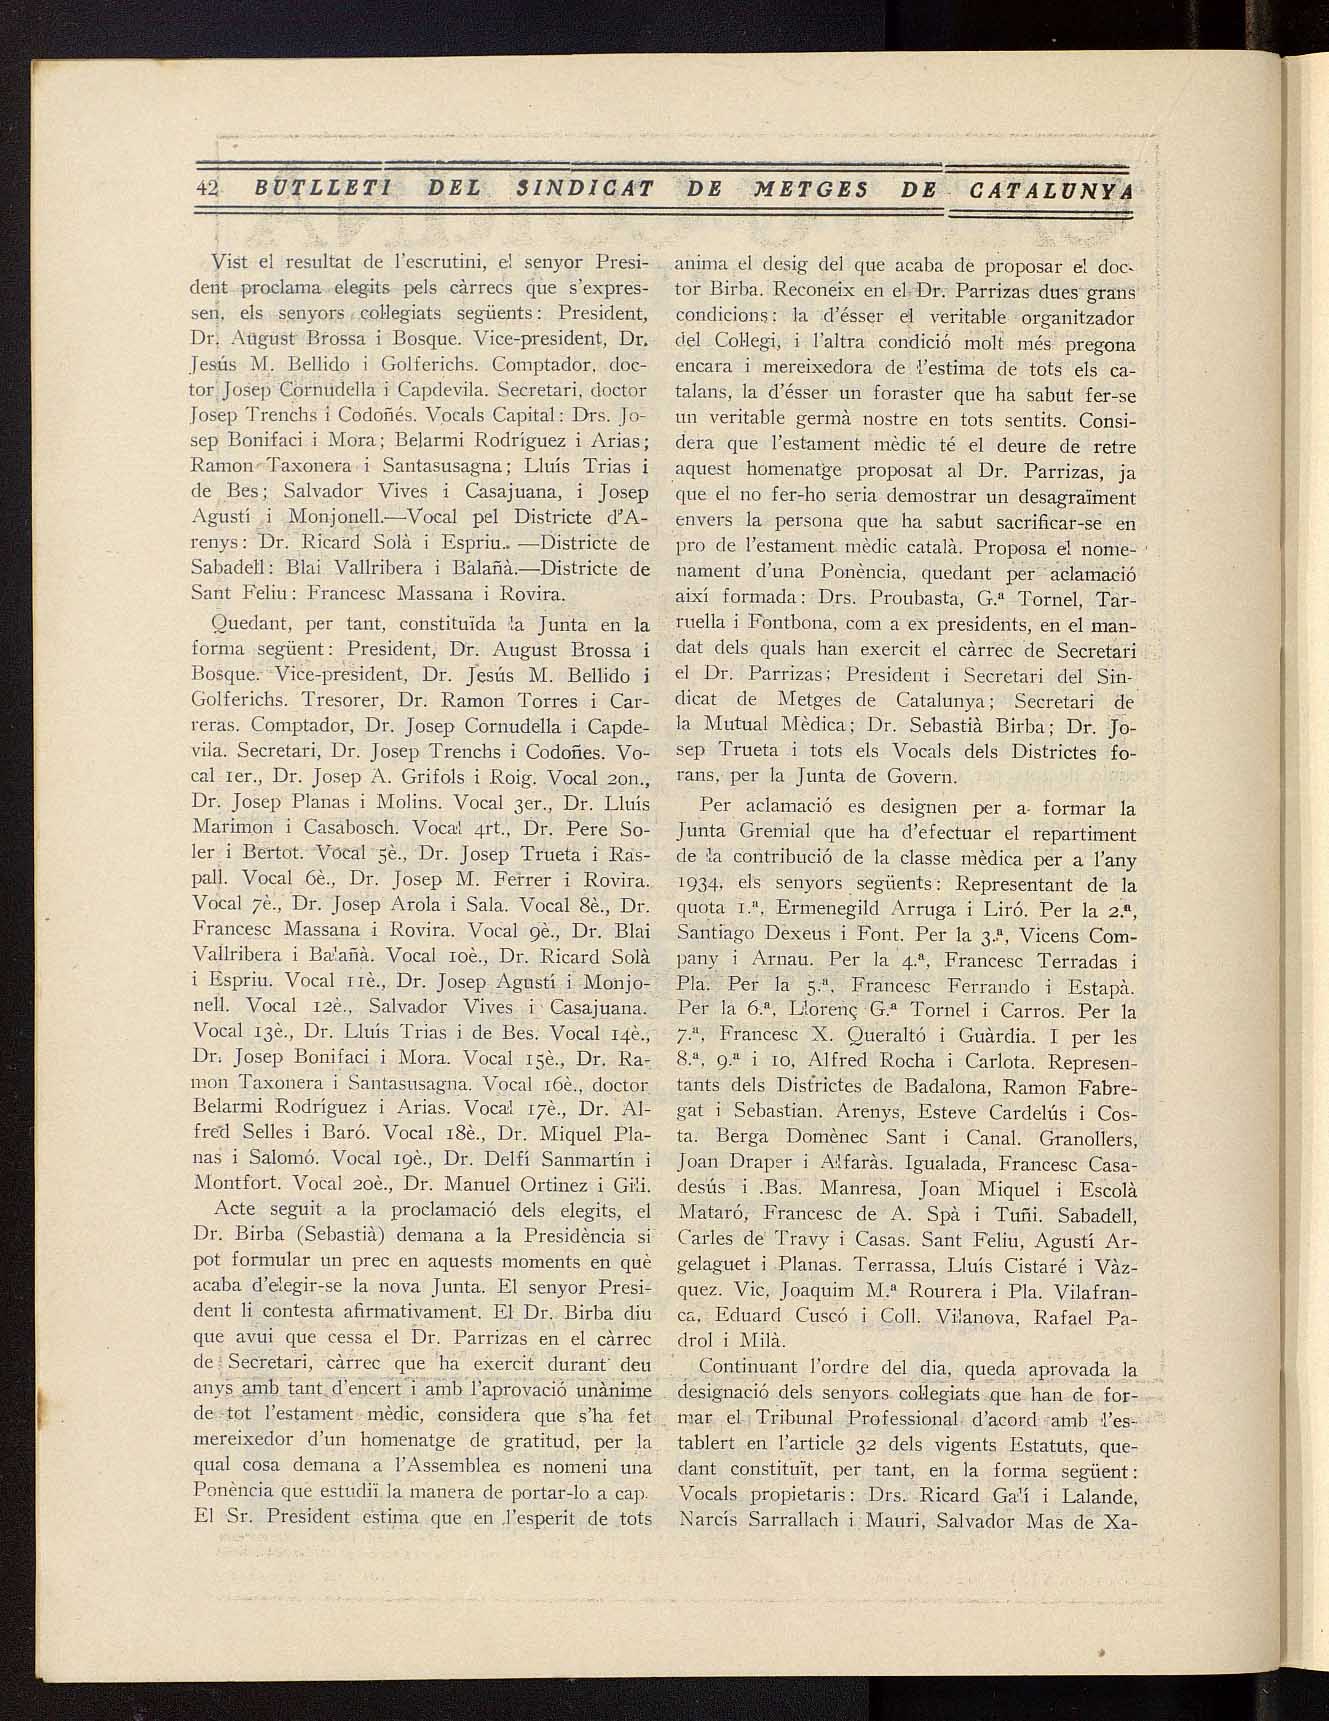 42 BUTLLETI DEL SINDICAT DE METGES DE CATALUNYA
Vist el resultat de l'escrutini, el senyor Presi-
dent proclama elegits pels càrrecs que s'expres-
sen, els senyors col·legiats següents: President,
Dr. August Brossa i Bosque. Vice-president, Dr.
Jesús M. Bellido i Golferichs. Comptador, doc-
tor Josep Cornudella i Capdevila. Secretari, doctor
Josep Trenchs i Codoñés. Vocals Capital: Drs. Jo-
sep Bonifaci i Mora; Belarmi Rodríguez i Arias;
Ramon Taxonera i Santasusagna; Lluís Trias i
de Bes; Salvador Vives i Casajuana, i Josep
Agustí i Monjonell.—Vocal pel Districte d'A-
renys: Dr. Ricard Solà i Espriu. —Districte de
Sabadell: Blai Vallribera i Balañà.—Districte de
Sant Feliu: Francesc Massana i Rovira.
Quedant, per tant, constituïda la Junta en la
forma següent: President, Dr. August Brossa i
Bosque. Vice-president, Dr. Jesús M. Bellido i
Golferichs. Tresorer, Dr. Ramon Torres i Car-
reras. Comptador, Dr. Josep Cornudella i Capde-
vila. Secretari, Dr. Josep Trenchs i Codoñes. Vo-
cal 1er., Dr. Josep A. Grifols i Roig. Vocal 2on.,
Dr. Josep Planas i Molins. Vocal 3er., Dr. Lluís
Marimon i Casabosch. Vocal 4rt., Dr. Pere So-
ler i Bertot. Vocal 5è., Dr. Josep Trueta i Ras-
pall. Vocal 6è., Dr. Josep M. Ferrer i Rovira.
Vocal 7è., Dr. Josep Arola i Sala. Vocal 8è., Dr.
Francesc Massana i Rovira. Vocal 9è., Dr. Blai
Vallribera i Balañà. Vocal 10è., Dr. Ricard Solà
i Espriu. Vocal 11è., Dr. Josep Agustí i Monjo-
nell. Vocal 12è., Salvador Vives i Casajuana.
Vocal 13è., Dr. Lluís Trias i de Bes. Vocal 14è.,
Dr. Josep Bonifaci i Mora. Vocal 15è., Dr. Ra-
mon Taxonera i Santasusagna. Vocal 16è., doctor
Belarmi Rodríguez i Arias. Vocal 17è., Dr. Al-
fred Selles i Baró. Vocal 18è., Dr. Miquel Pla-
nas i Salomó. Vocal 19è., Dr. Delfí Sanmartín i
Montfort. Vocal 20è., Dr. Manuel Ortinez i Gili.
Acte seguit a la proclamació dels elegits, el
Dr. Birba (Sebastià) demana a la Presidència si
pot formular un prec en aquests moments en què
acaba d'elegir-se la nova Junta. El senyor Presi-
dent li contesta afirmativament. El Dr. Birba diu
que avui que cessa el Dr. Parrizas en el càrrec
de Secretari, càrrec que ha exercit durant deu
anys amb tant d'encert i amb l'aprovació unànime
de tot l'estament mèdic, considera que s'ha fet
mereixedor d'un homenatge de gratitud, per la
qual cosa demana a l'Assemblea es nomeni una
Ponència que estudïi la manera de portar-lo a cap.
El Sr. President estima que en l'esperit de tots
anima el desig del que acaba de proposar el doc-
tor Birba. Reconeix en el Dr. Parrizas dues grans
condicions: la d'ésser el veritable organitzador
del Col·legi, i l'altra condició molt més pregona
encara i mereixedora de l'estima de tots els ca-
talans, la d'ésser un foraster que ha sabut fer-se
un veritable germà nostre en tots sentits. Consi-
dera que l'estament mèdic té el deure de retre
aquest homenatge proposat al Dr. Parrizas, ja
que el no fer-ho seria demostrar un desagraïment
envers la persona que ha sabut sacrificar-se en
pro de l'estament mèdic català. Proposa el nome-
nament d'una Ponència, quedant per aclamació
així formada: Drs. Proubasta, G.ª Tornel, Tar-
ruella i Fontbona, com a ex presidents, en el man-
dat dels quals han exercit el càrrec de Secretari
el Dr. Parrizas; President i Secretari del Sin-
dicat de Metges de Catalunya; Secretari de
la Mutual Mèdica; Dr. Sebastià Birba; Dr. Jo-
sep Trueta i tots els Vocals dels Districtes fo-
rans, per la Junta de Govern.
Per aclamació es designen per a formar la
Junta Gremial que ha d'efectuar el repartiment
de la contribució de la classe mèdica per a l'any
1934, els senyors següents: Representant de la
quota 1.ª, Ermenegild Arruga i Liró. Per la 2.ª,
Santiago Dexeus i Font. Per la 3.ª, Vicens Com-
pany i Arnau. Per la 4.ª, Francesc Terradas i
Pla. Per la 5.ª, Francesc Ferrando i Estapà.
Per la 6.ª, Llorenç G.ª Tornel i Carros. Per la
7.ª, Francesc X. Queraltó i Guàrdia. I per les
8.ª, 9.ª i 10, Alfred Rocha i Carlota. Represen-
tants dels Districtes de Badalona, Ramon Fabre-
gat i Sebastian. Arenys, Esteve Cardelús i Cos-
ta. Berga Domènec Sant i Canal. Granollers,
Joan Draper i Alfaràs. Igualada, Francesc Casa-
desús i Bas. Manresa, Joan Miquel i Escolà
Mataró, Francesc de A. Spà i Tuñi. Sabadell,
Carles de Travy i Casas. Sant Feliu, Agustí Ar-
gelaguet i Planas. Terrassa, Lluís Cistaré i Vàz-
quez. Vic, Joaquim M.ª Rourera i Pla. Vilafran-
ca, Eduard Cuscó i Coll. Vilanova, Rafael Pa-
drol i Milà.
Continuant l'ordre del dia, queda aprovada la
designació dels senyors col·legiats que han de for-
mar el Tribunal Professional d'acord amb l'es-
tablert en l'article 32 dels vigents Estatuts, que-
dant constituït, per tant, en la forma següent:
Vocals propietaris: Drs. Ricard Galí i Lalande,
Narcís Sarrallach i Mauri, Salvador Mas de Xa-